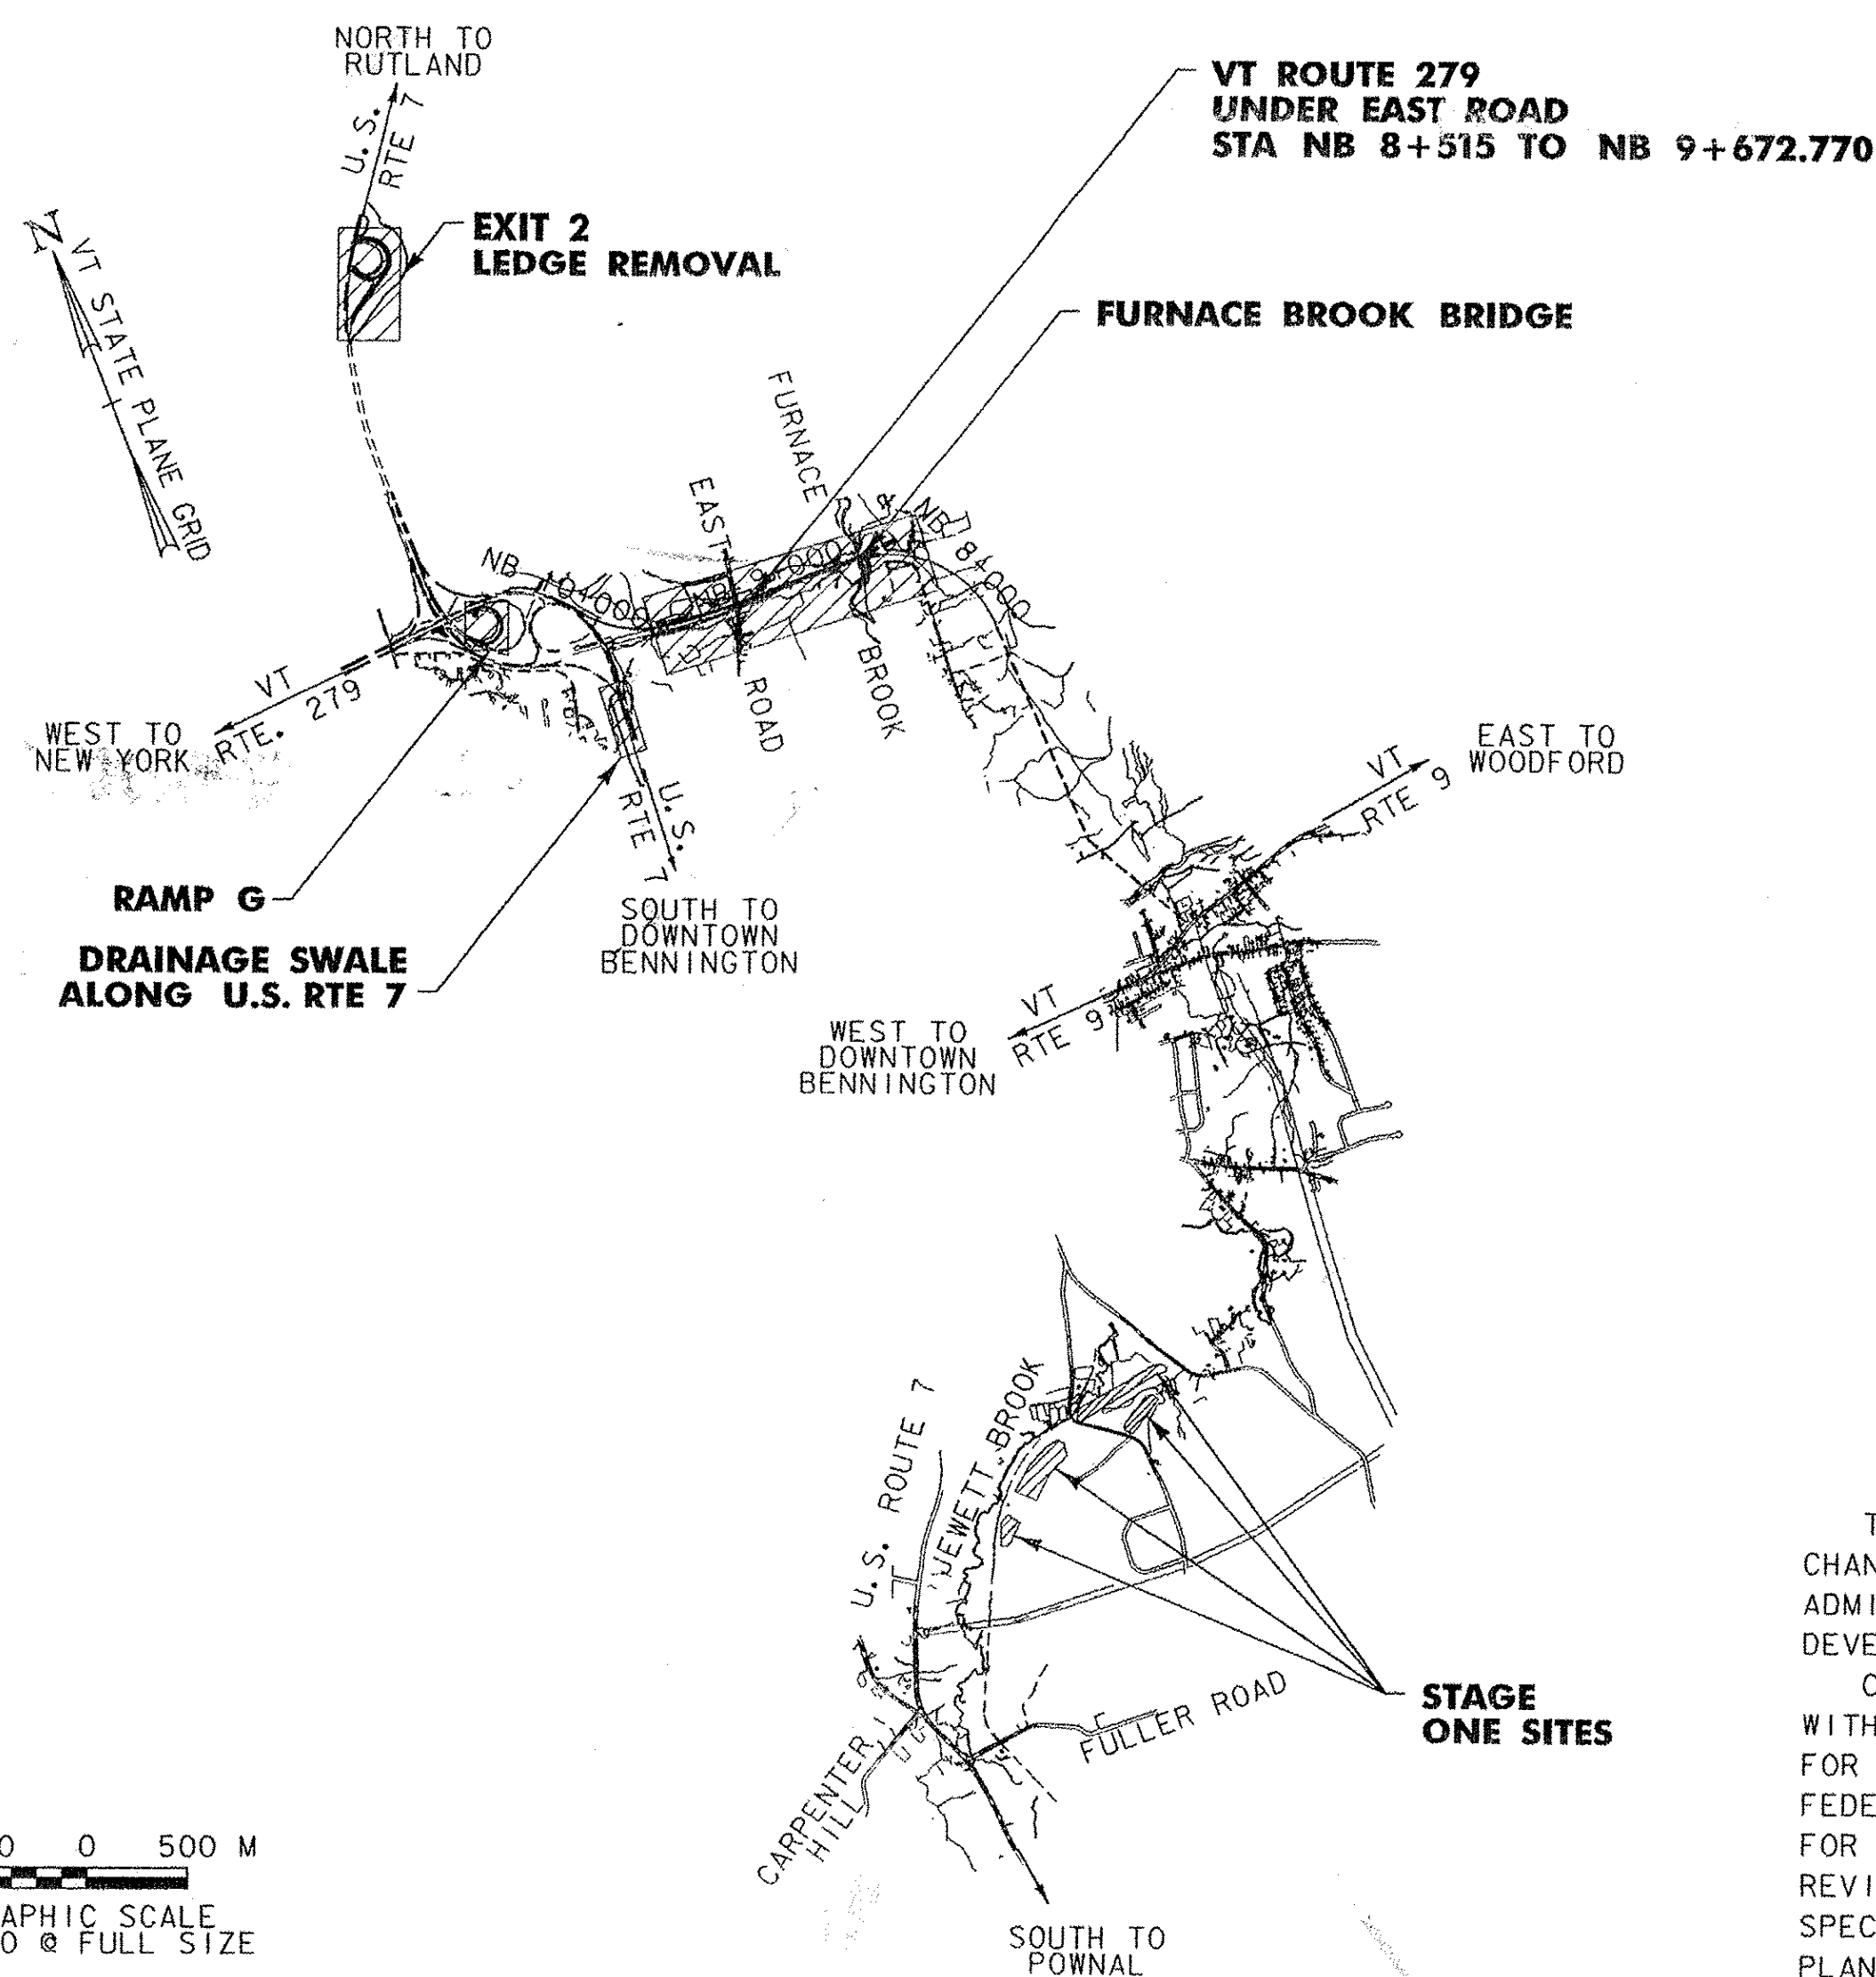 NORTH TO
RUTLAND
U.S.
RTE 7
VT ROUTE 279
UNDER EAST ROAD
STA NB 8+515 TO NB 9+672.770
EXIT 2
LEDGE REMOVAL
FURNACE BROOK BRIDGE
N
VT STATE PLANE GRID
FURNACE
BROOK
EAST
ROAD
NB 10+000
NB 9+000
NB 8+000
VT
RTE. 279
WEST TO
NEW YORK
U.S.
RTE 7
SOUTH TO
DOWNTOWN
BENNINGTON
RAMP G
DRAINAGE SWALE
ALONG U.S. RTE 7
VT
RTE 9
EAST TO
WOODFORD
VT
RTE 9
WEST TO
DOWNTOWN
BENNINGTON
U.S. ROUTE 7
JEWETT BROOK
STAGE
ONE SITES
FULLER ROAD
CARPENTER
HILL
SOUTH TO
POWNAL
0 0 500 M
APHIC SCALE
0 @ FULL SIZE
T
CHAN
ADMI
DEVE
C
WITH
FOR
FEDE
FOR
REVI
SPEC
PLAN